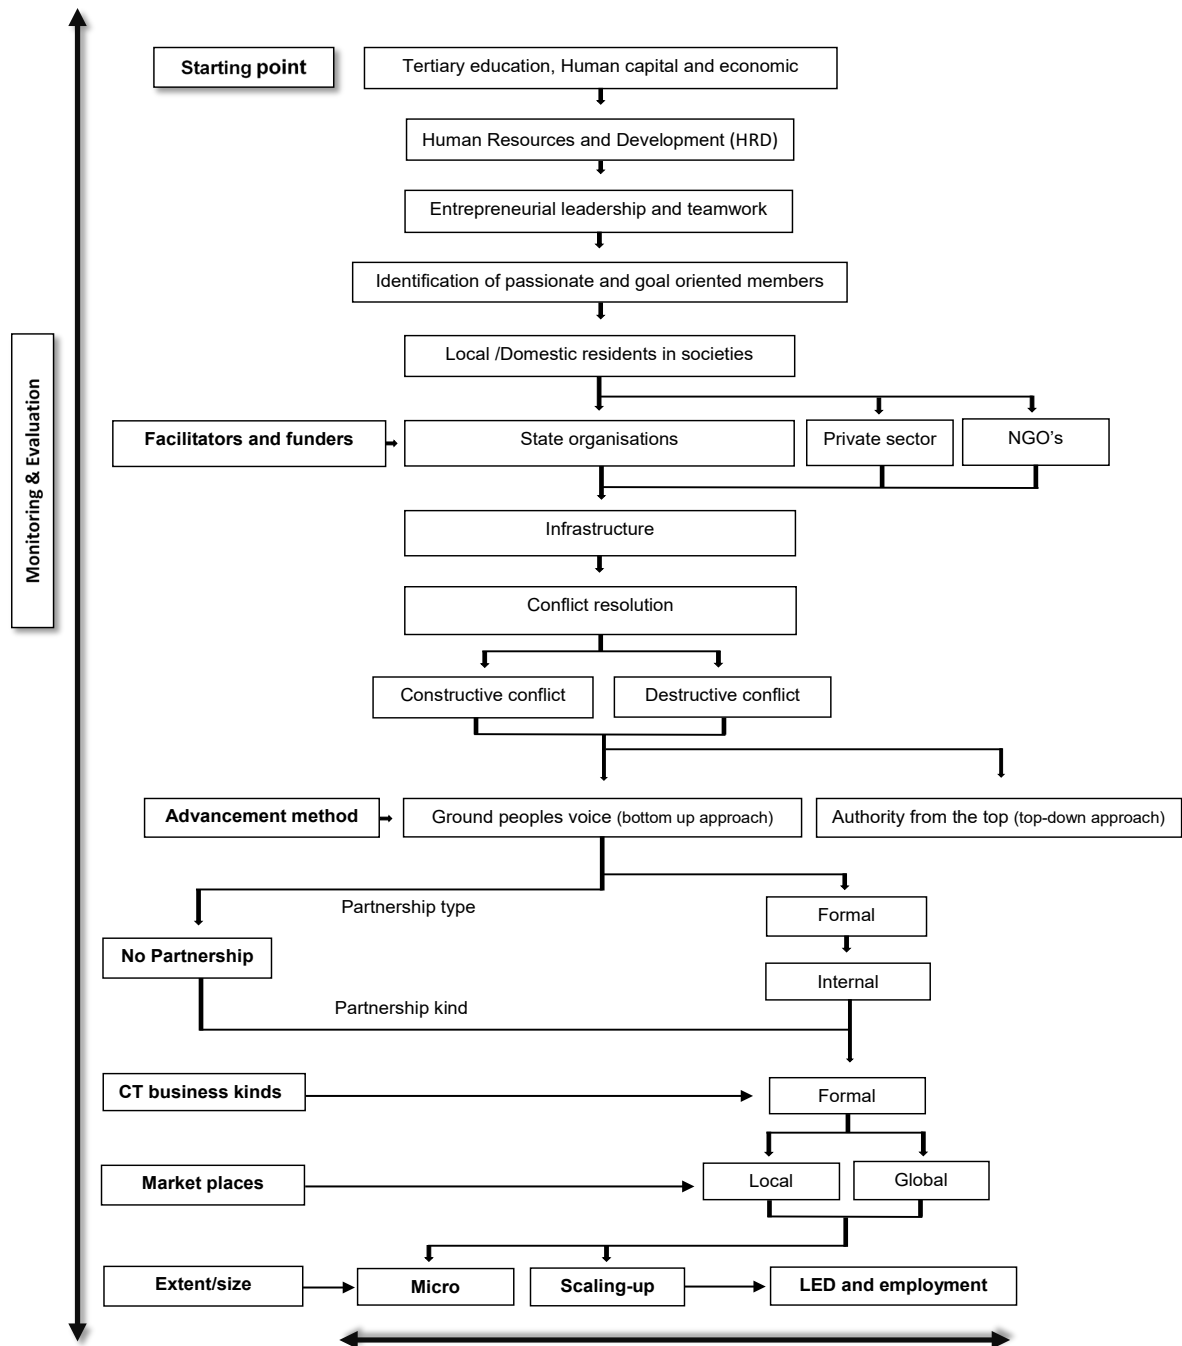 Starting point
Tertiary education, Human capital and economic
Human Resources and Development (HRD)
Entrepreneurial leadership and teamwork
Identification of passionate and goal oriented members
Local /Domestic residents in societies
Monitoring & Evaluation
Facilitators and funders
State organisations
Private sector
NGO's
Infrastructure
Conflict resolution
Constructive conflict
Destructive conflict
Advancement method
Ground peoples voice (bottom up approach)
Authority from the top (top-down approach)
Partnership type
Formal
No Partnership
Internal
Partnership kind
CT business kinds
Formal
Market places
Local
Global
Extent/size
Micro
Scaling-up
LED and employment